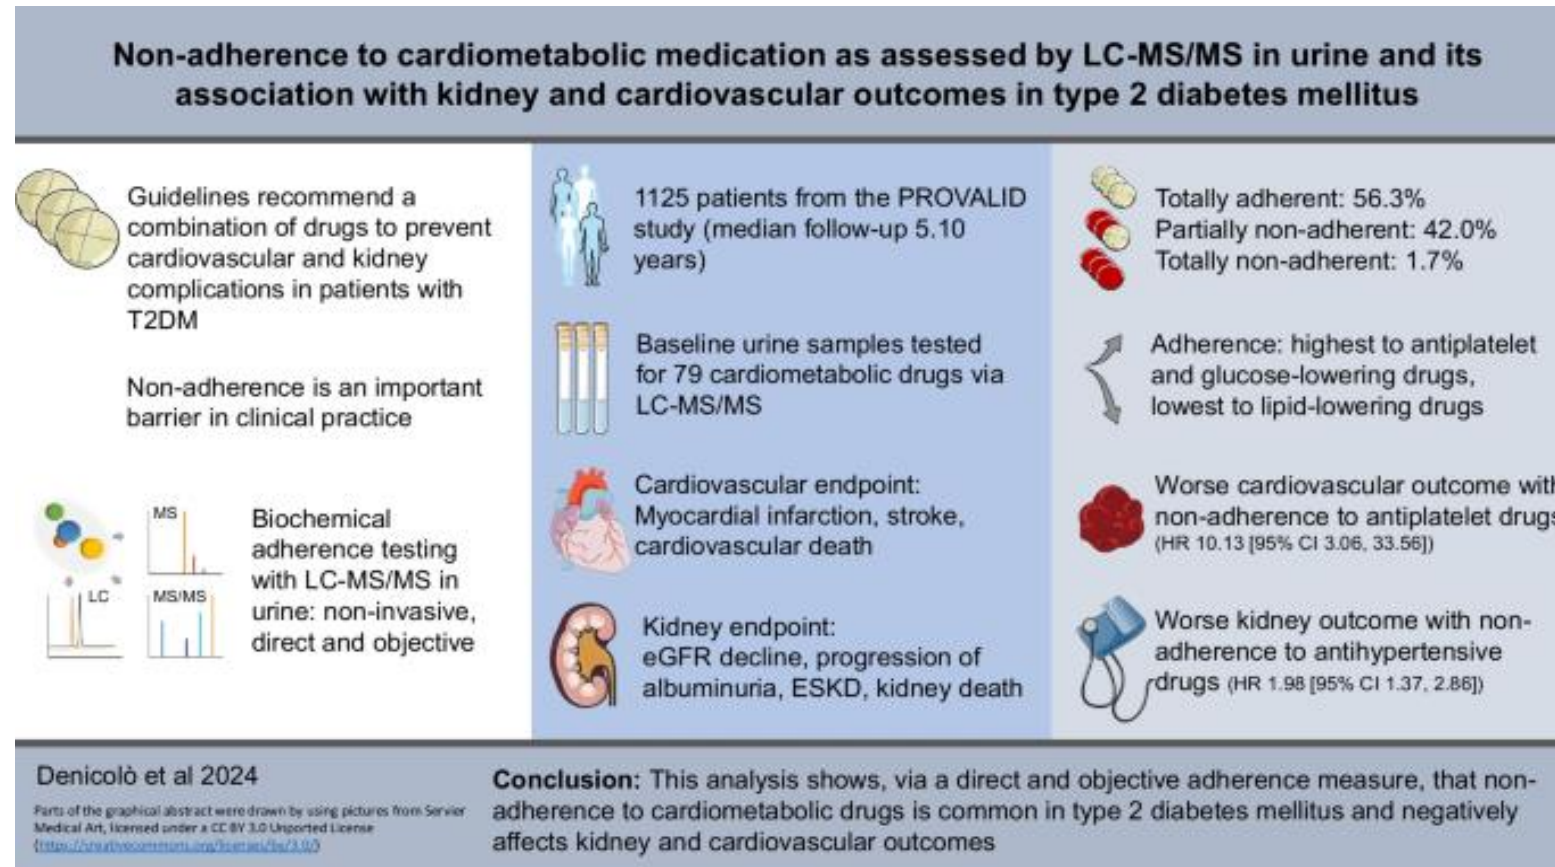 Non-adherence to cardiometabolic medication as assessed by LC-MS/MS in urine and its
association with kidney and cardiovascular outcomes in type 2 diabetes mellitus
Guidelines recommend a
combination of drugs to prevent
cardiovascular and kidney
complications in patients with
T2DM
Non-adherence is an important
barrier in clinical practice
MS
LC
MS/MS
Biochemical
adherence testing
with LC-MS/MS in
urine: non-invasive,
direct and objective
1125 patients from the PROVALID
study (median follow-up 5.10
years)
Baseline urine samples tested
for 79 cardiometabolic drugs via
LC-MS/MS
Cardiovascular endpoint:
Myocardial infarction, stroke,
cardiovascular death
Kidney endpoint:
eGFR decline, progression of
albuminuria, ESKD, kidney death
Totally adherent: 56.3%
Partially non-adherent: 42.0%
Totally non-adherent: 1.7%
Adherence: highest to antiplatelet
and glucose-lowering drugs,
lowest to lipid-lowering drugs
Worse cardiovascular outcome with
non-adherence to antiplatelet drugs
(HR 10.13 [95% CI 3.06, 33.56])
Worse kidney outcome with non-
adherence to antihypertensive
drugs (HR 1.98 [95% CI 1.37, 2.86])
Denicolò et al 2024
Parts of the graphical abstract were drawn by using pictures from Servier
Medical Art, licensed under a CC BY 3.0 Unported License
(https://creativecommons.org/licenses/by/3.0/)
Conclusion: This analysis shows, via a direct and objective adherence measure, that non-
adherence to cardiometabolic drugs is common in type 2 diabetes mellitus and negatively
affects kidney and cardiovascular outcomes